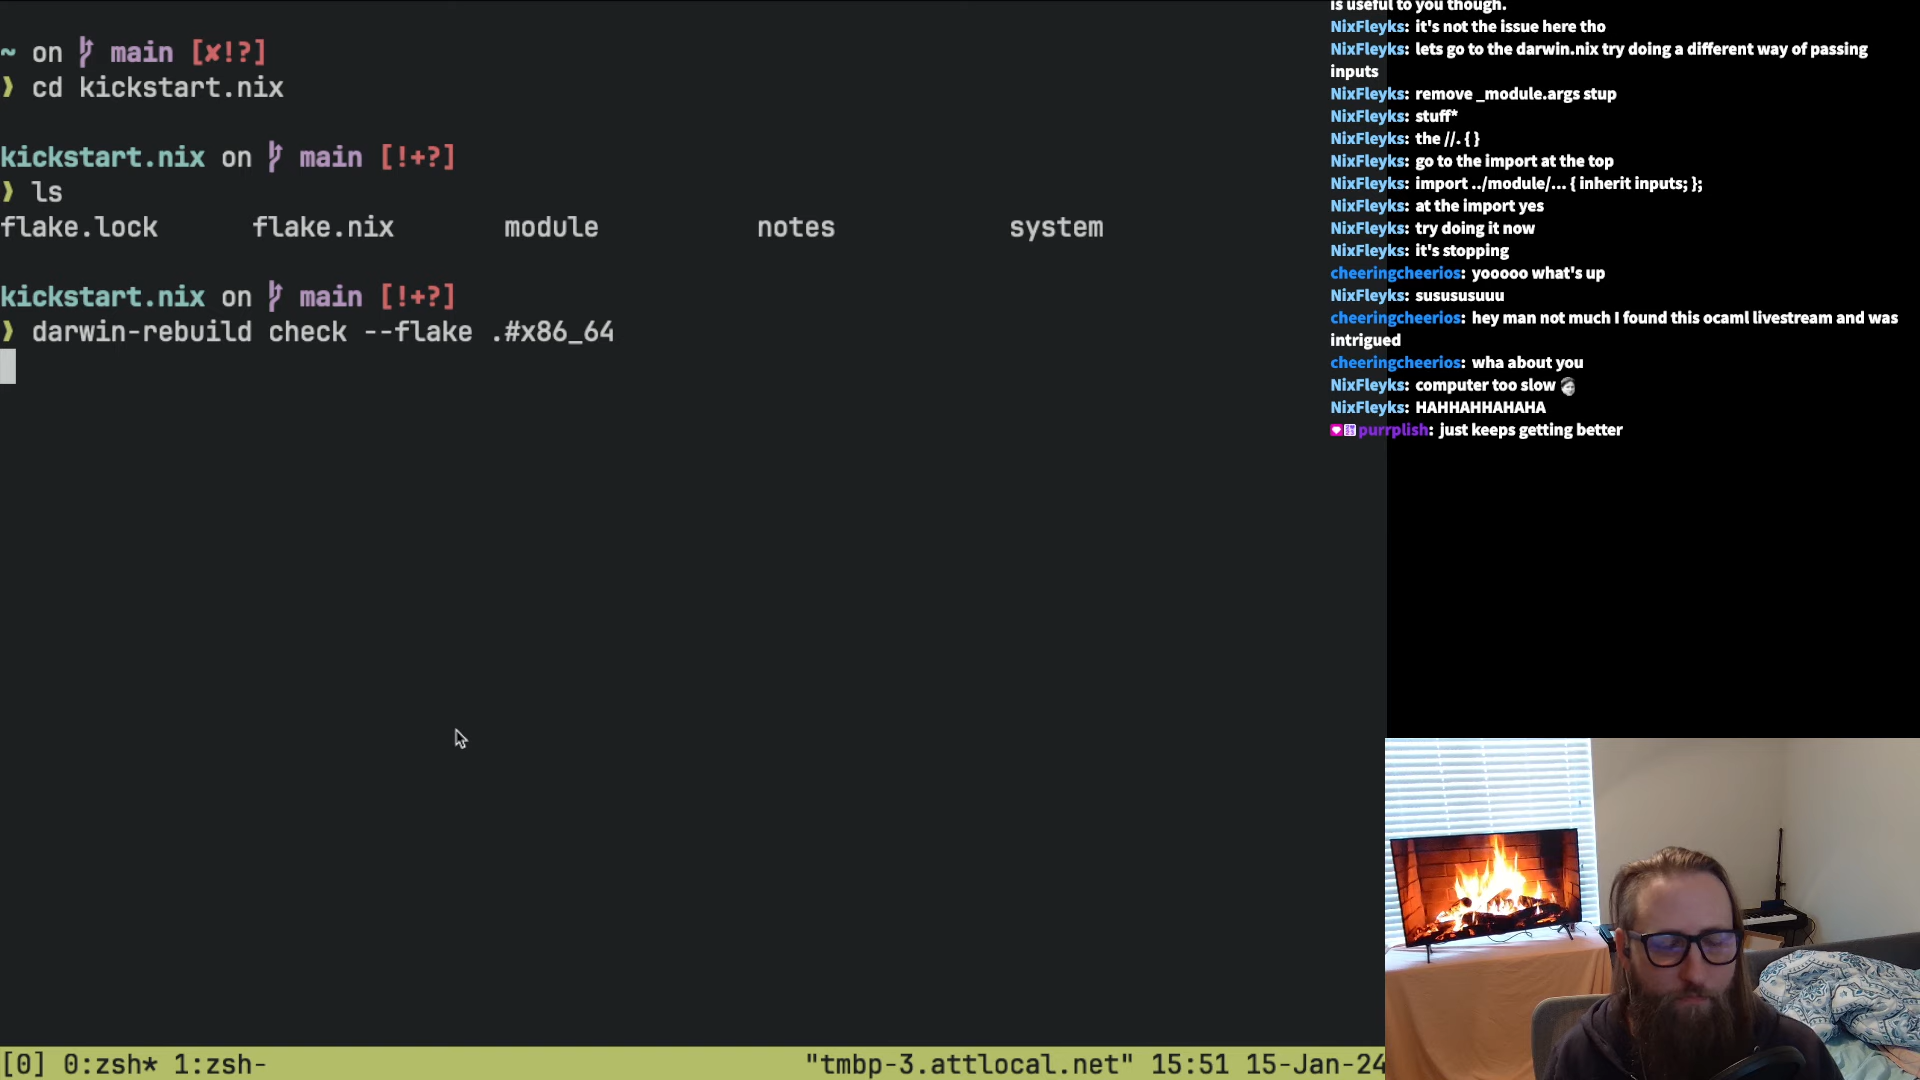 ~ on main [✘!?]
❱ cd kickstart.nix
kickstart.nix on main [!+?]
❱ ls
flake.lock flake.nix module notes system
kickstart.nix on main [!+?]
❱ darwin-rebuild check --flake .#x86_64
[0] 0:zsh* 1:zsh- "tmbp-3.attlocal.net" 15:51 15-Jan-24
is useful to you though.
NixFleyks: it's not the issue here tho
NixFleyks: lets go to the darwin.nix try doing a different way of passing
inputs
NixFleyks: remove _module.args stup
NixFleyks: stuff*
NixFleyks: the //. { }
NixFleyks: go to the import at the top
NixFleyks: import ../module/... { inherit inputs; };
NixFleyks: at the import yes
NixFleyks: try doing it now
NixFleyks: it's stopping
cheeringcheerios: yooooo what's up
NixFleyks: susususuuu
cheeringcheerios: hey man not much I found this ocaml livestream and was
intrigued
cheeringcheerios: wha about you
NixFleyks: computer too slow
NixFleyks: HAHHAHHAHAHA
purrplish: just keeps getting better